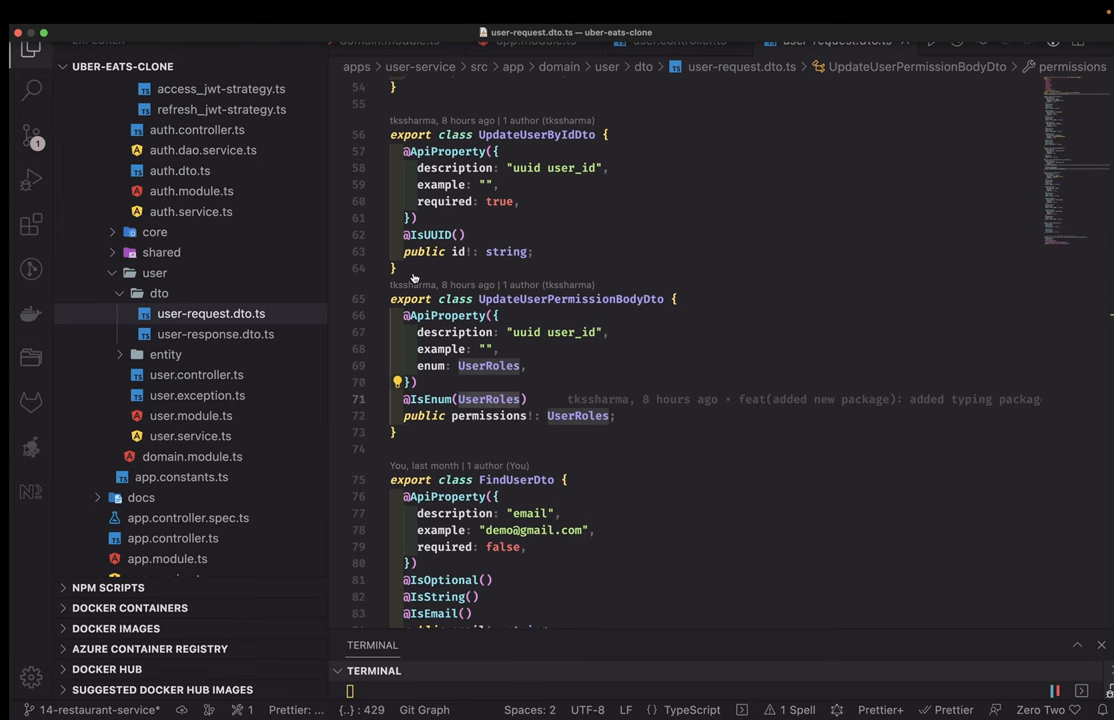 user-request.dto.ts — uber-eats-clone
UBER-EATS-CLONE
access_jwt-strategy.ts
refresh_jwt-strategy.ts
auth.controller.ts
auth.dao.service.ts
auth.dto.ts
auth.module.ts
auth.service.ts
core
shared
user
dto
user-request.dto.ts
user-response.dto.ts
entity
user.controller.ts
user.exception.ts
user.module.ts
user.service.ts
domain.module.ts
app.constants.ts
docs
app.controller.spec.ts
app.controller.ts
app.module.ts
NPM SCRIPTS
DOCKER CONTAINERS
DOCKER IMAGES
AZURE CONTAINER REGISTRY
DOCKER HUB
SUGGESTED DOCKER HUB IMAGES
1
apps > user-service > src > app > domain > user > dto > user-request.dto.ts > UpdateUserPermissionBodyDto > permissions
54 }
55
tkssharma, 8 hours ago | 1 author (tkssharma)
56 export class UpdateUserByIdDto {
57 @ApiProperty({
58 description: "uuid user_id",
59 example: "",
60 required: true,
61 })
62 @IsUUID()
63 public id!: string;
64 }
tkssharma, 8 hours ago | 1 author (tkssharma)
65 export class UpdateUserPermissionBodyDto {
66 @ApiProperty({
67 description: "uuid user_id",
68 example: "",
69 enum: UserRoles,
70 })
71 @IsEnum(UserRoles) tkssharma, 8 hours ago • feat(added new package): added typing packag
72 public permissions!: UserRoles;
73 }
74
You, last month | 1 author (You)
75 export class FindUserDto {
76 @ApiProperty({
77 description: "email",
78 example: "demo@gmail.com",
79 required: false,
80 })
81 @IsOptional()
82 @IsString()
83 @IsEmail()
TERMINAL
TERMINAL
14-restaurant-service* 1 Prettier: ... {..} : 429 Git Graph Spaces: 2 UTF-8 LF {} TypeScript 1 Spell Prettier+ Prettier Zero Two